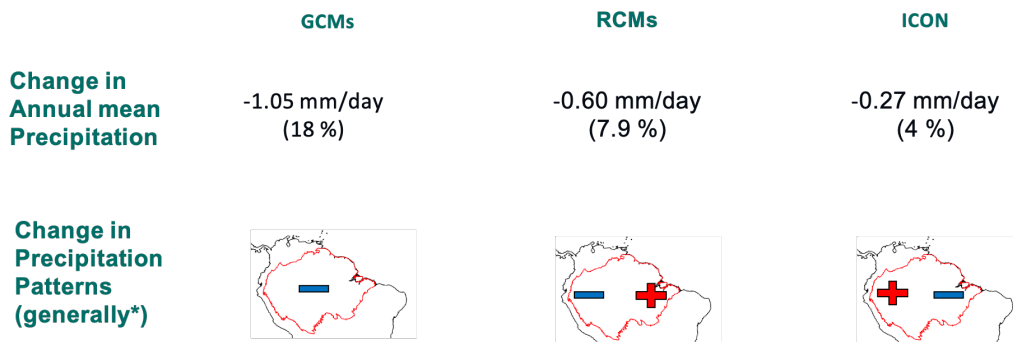 GCMs
RCMs
ICON
Change in
Annual mean
Precipitation
-1.05 mm/day
(18 %)
-0.60 mm/day
(7.9 %)
-0.27 mm/day
(4 %)
Change in
Precipitation
Patterns
(generally*)